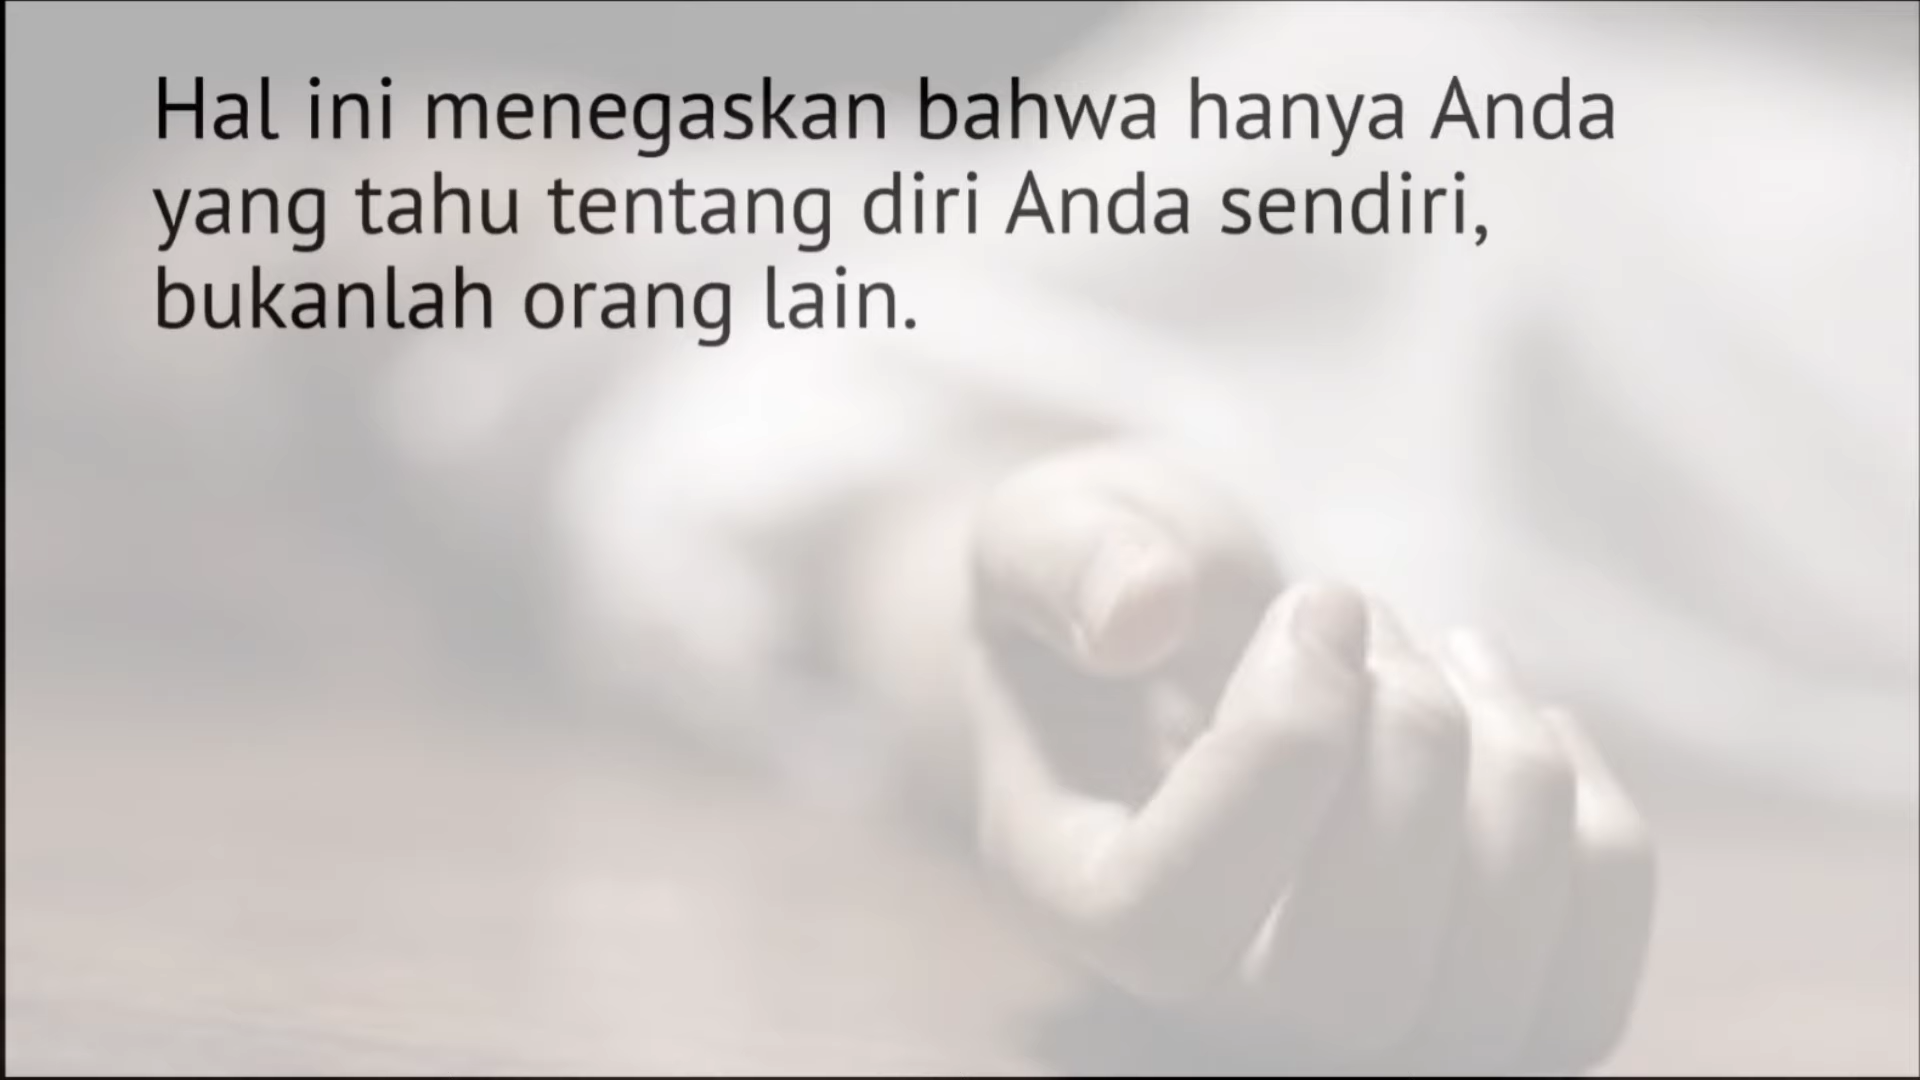 Hal ini menegaskan bahwa hanya Anda
yang tahu tentang diri Anda sendiri,
bukanlah orang lain.